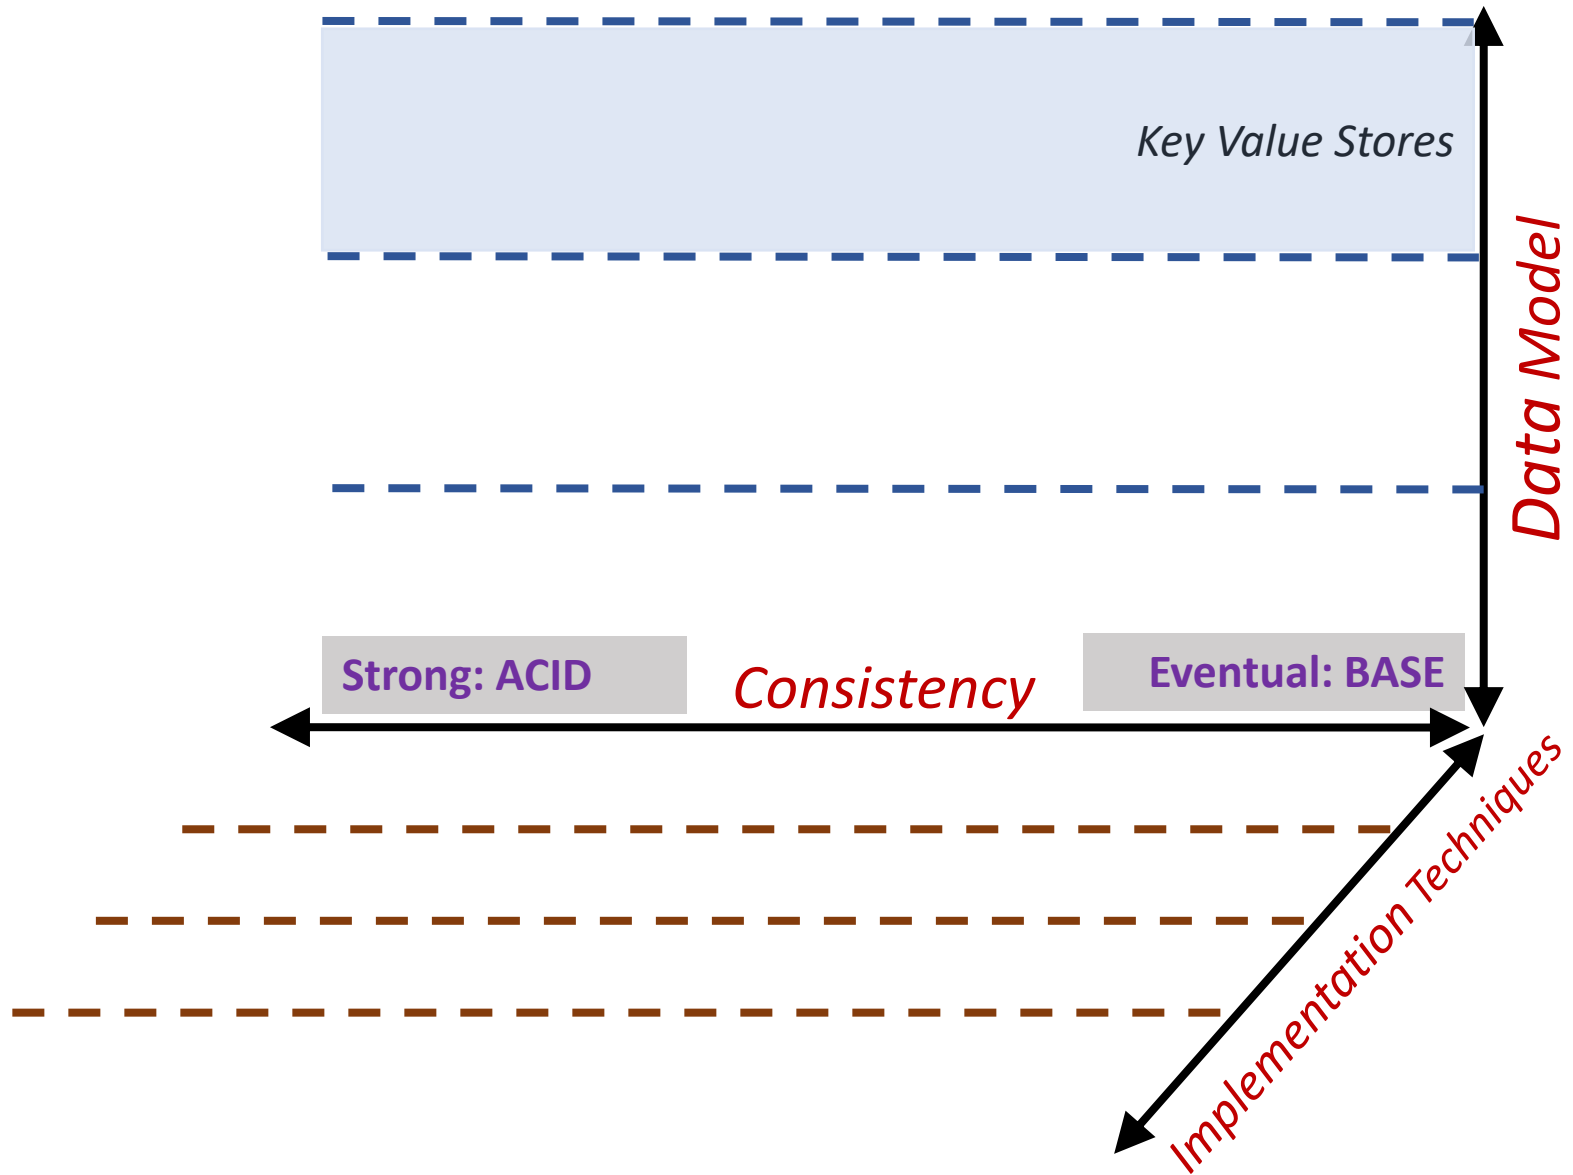 Key Value Stores
Data Model
Strong: ACID
Consistency
Eventual: BASE
Implementation Techniques